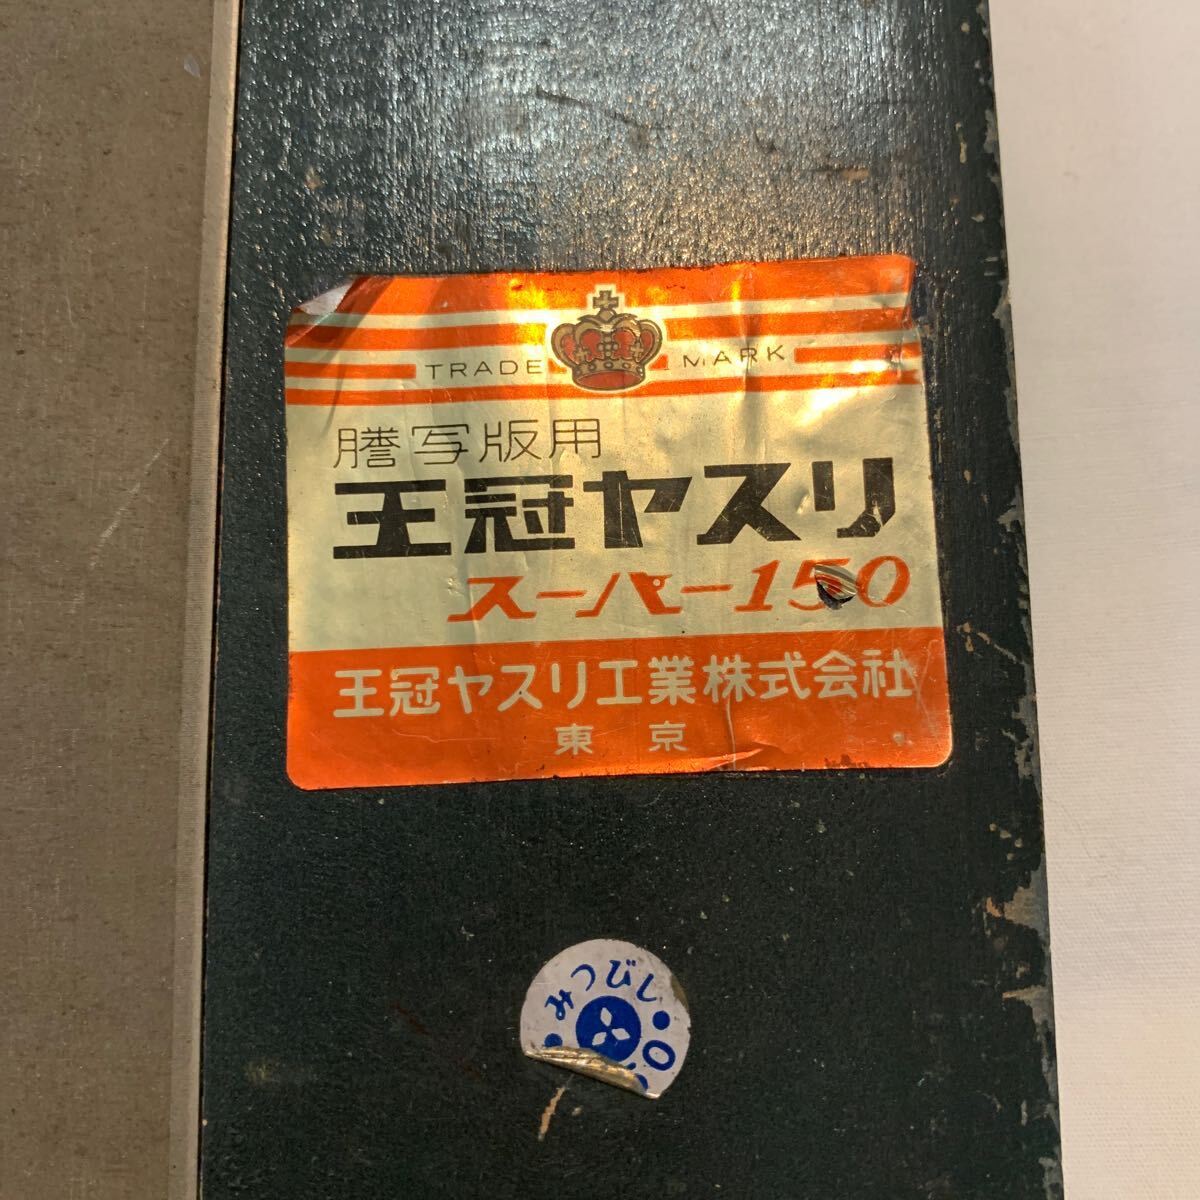 TRADE MARK
謄写版用
王冠ヤスリ
スーパー150
王冠ヤスリ工業株式会社
東京
みつびし